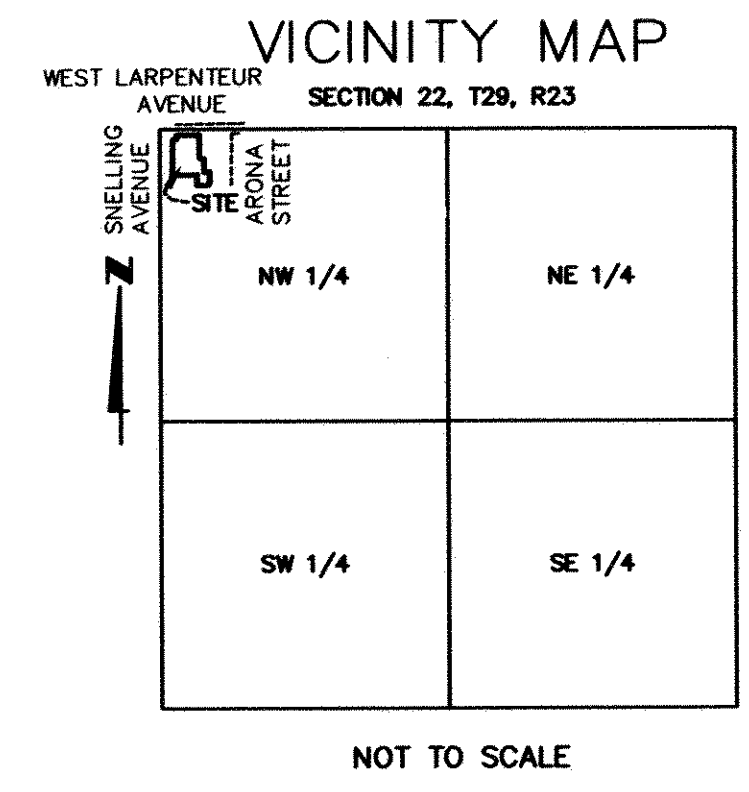 VICINITY MAP
WEST LARPENTEUR
AVENUE
SECTION 22, T29, R23
SNELLING
AVENUE
SITE
ARONA
STREET
N
NW 1/4
NE 1/4
SW 1/4
SE 1/4
NOT TO SCALE